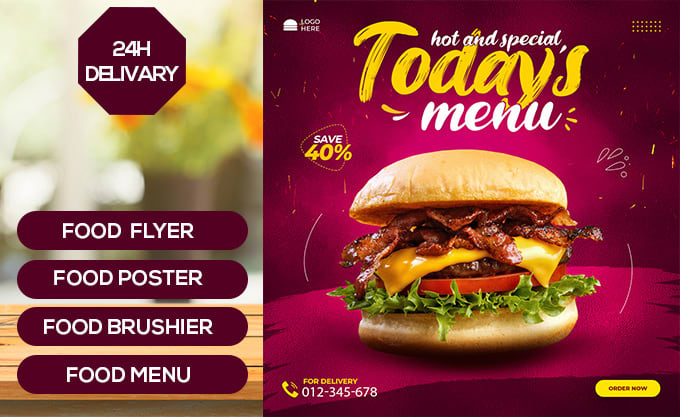 24H
DELIVARY
FOOD FLYER
FOOD POSTER
FOOD BRUSHIER
FOOD MENU
LOGO
HERE
hot and special
Today's
menu
SAVE
40%
FOR DELIVERY
012-345-678
ORDER NOW